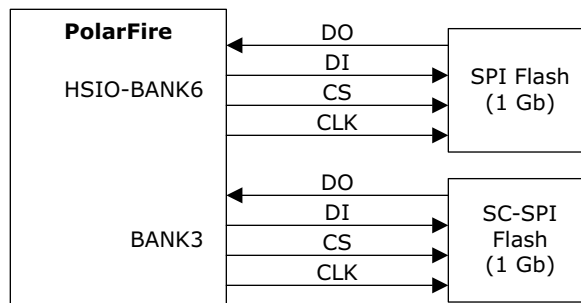 PolarFire
DO
DI
HSIO-BANK6
CS
CLK
SPI Flash
(1 Gb)
DO
DI
BANK3
CS
CLK
SC-SPI
Flash
(1 Gb)